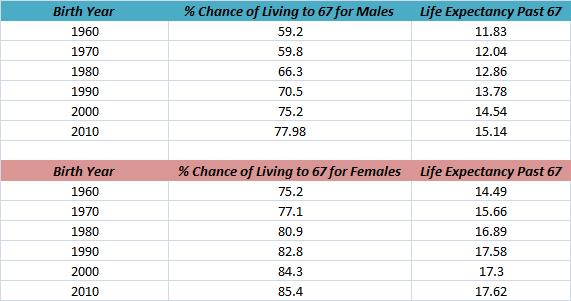 Birth Year % Chance of Living to 67 for Males Life Expectancy Past 67
1960 59.2 11.83
1970 59.8 12.04
1980 66.3 12.86
1990 70.5 13.78
2000 75.2 14.54
2010 77.98 15.14
Birth Year % Chance of Living to 67 for Females Life Expectancy Past 67
1960 75.2 14.49
1970 77.1 15.66
1980 80.9 16.89
1990 82.8 17.58
2000 84.3 17.3
2010 85.4 17.62